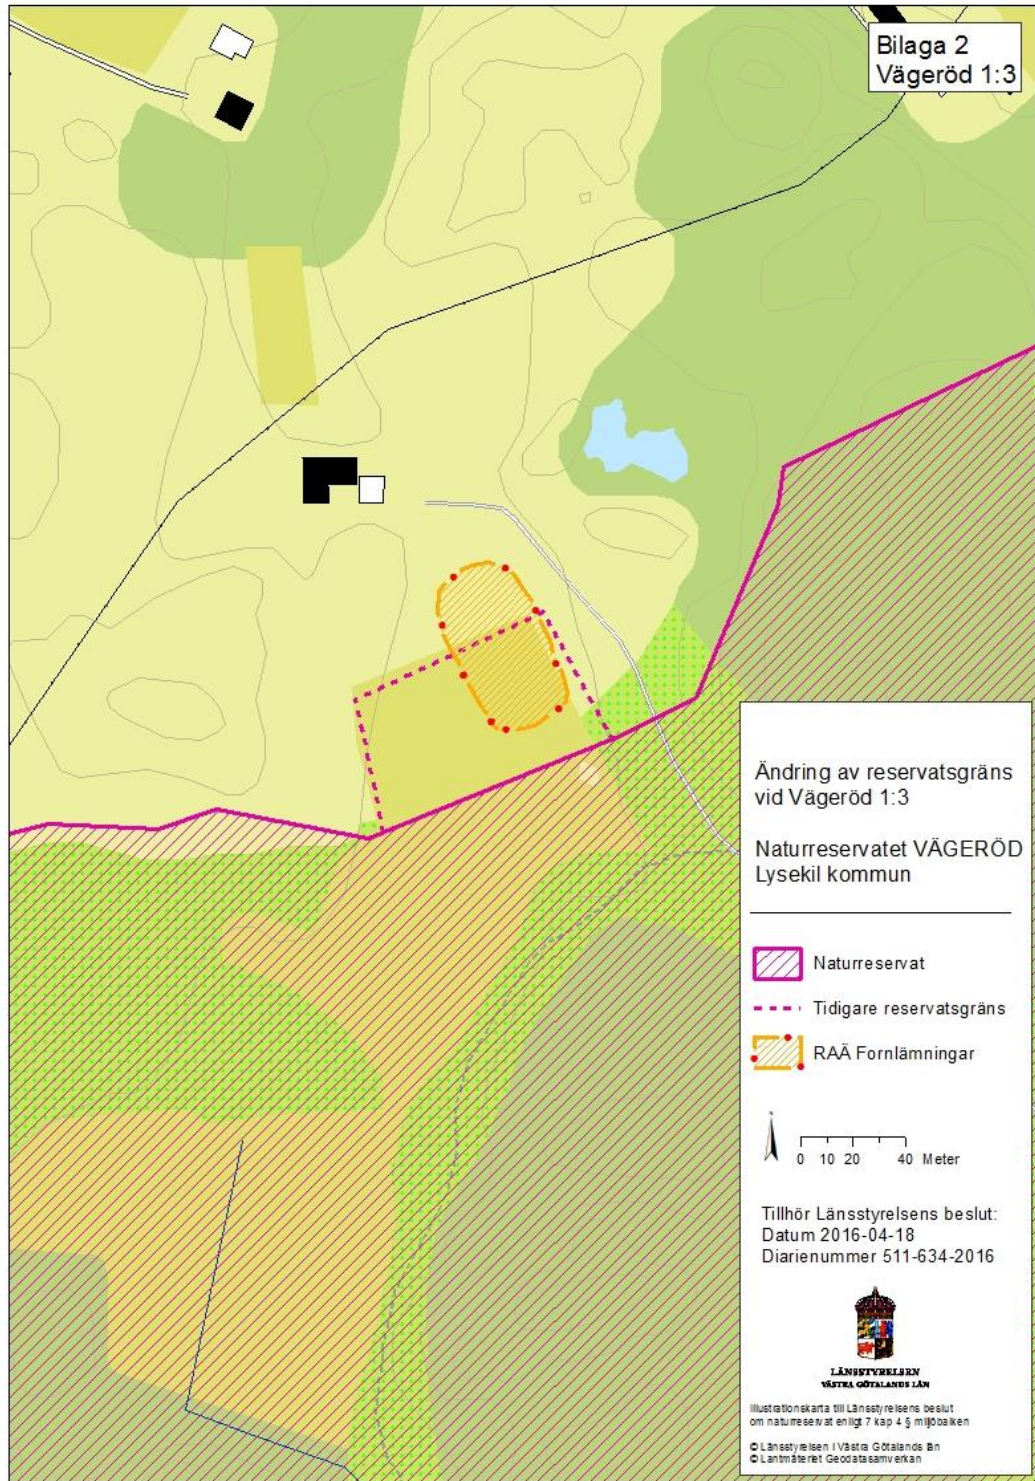 Bilaga 2
Vägeröd 1:3
Ändring av reservatsgräns
vid Vägeröd 1:3
Naturreservatet VÄGERÖD
Lysekil kommun
Naturreservat
Tidigare reservatsgräns
RAÄ Fornlämningar
0 10 20 40 Meter
Tillhör Länsstyrelsens beslut:
Datum 2016-04-18
Diarienummer 511-634-2016
LÄNSSTYRELSEN
VÄSTRA GÖTALANDS LÄN
Illustrationskarta till Länsstyrelsens beslut
om naturreservat enligt 7 kap 4 § miljöbalken
© Länsstyrelsen i Västra Götalands län
© Lantmäteriet Geodatasamverkan